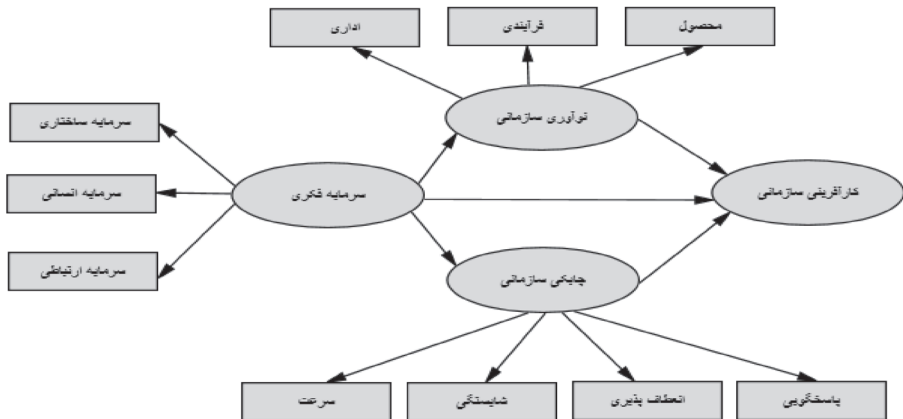 محصول
فرآیندی
اداری
نوآوری سازمانی
سرمایه ساختاری
سرمایه انسانی
سرمایه فکری
کارآفرینی سازمانی
سرمایه ارتباطی
چابکی سازمانی
پاسخگویی
انعطاف پذیری
شایستگی
سرعت